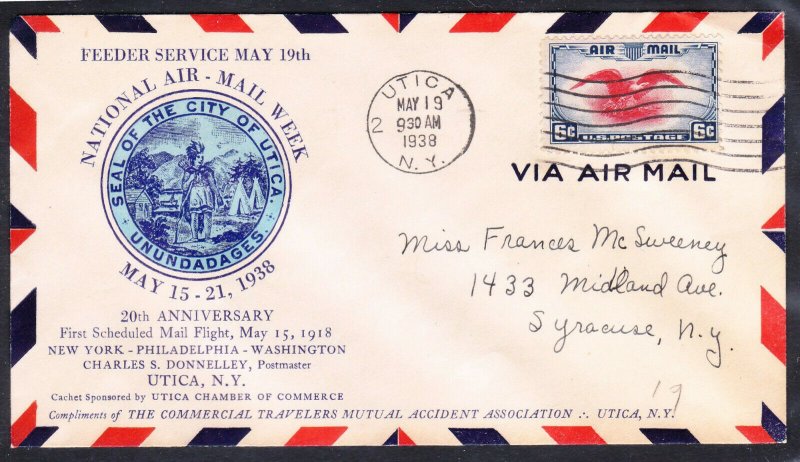 FEEDER SERVICE MAY 19th
NATIONAL AIR-MAIL WEEK
SEAL OF THE CITY OF UTICA.
UNUNDADAGES.
MAY 15-21, 1938
20th ANNIVERSARY
First Scheduled Mail Flight, May 15, 1918
NEW YORK - PHILADELPHIA - WASHINGTON
CHARLES S. DONNELLEY, Postmaster
UTICA, N.Y.
Cachet Sponsored by UTICA CHAMBER OF COMMERCE
Compliments of THE COMMERCIAL TRAVELERS MUTUAL ACCIDENT ASSOCIATION ∴ UTICA, N.Y.
UTICA
MAY 19
2 930 AM
1938
N.Y.
AIR MAIL
6c U.S. POSTAGE 6c
VIA AIR MAIL
Miss Frances McSweeney
1433 Midland Ave.
Syracuse, N.y.
19